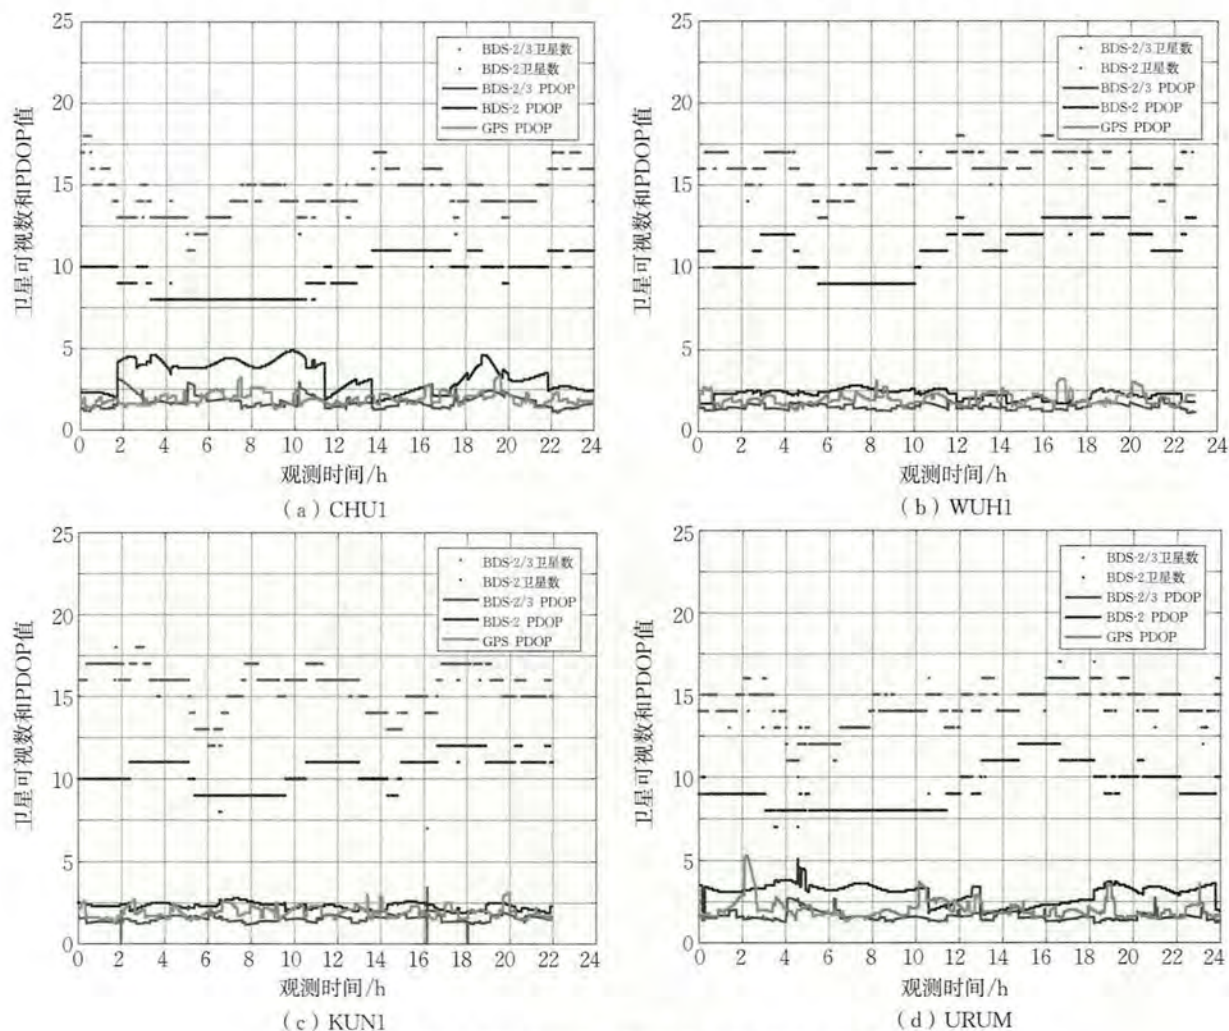 卫星可视数和PDOP值
25
20
15
10
5
0
BDS-2/3卫星数
BDS-2卫星数
BDS-2/3 PDOP
BDS-2 PDOP
GPS PDOP
0 2 4 6 8 10 12 14 16 18 20 22 24
观测时间/h
（a）CHU1
卫星可视数和PDOP值
25
20
15
10
5
0
BDS-2/3卫星数
BDS-2卫星数
BDS-2/3 PDOP
BDS-2 PDOP
GPS PDOP
0 2 4 6 8 10 12 14 16 18 20 22 24
观测时间/h
（b）WUH1
卫星可视数和PDOP值
25
20
15
10
5
0
BDS-2/3卫星数
BDS-2卫星数
BDS-2/3 PDOP
BDS-2 PDOP
GPS PDOP
0 2 4 6 8 10 12 14 16 18 20 22 24
观测时间/h
（c）KUN1
卫星可视数和PDOP值
25
20
15
10
5
0
BDS-2/3卫星数
BDS-2卫星数
BDS-2/3 PDOP
BDS-2 PDOP
GPS PDOP
0 2 4 6 8 10 12 14 16 18 20 22 24
观测时间/h
（d）URUM